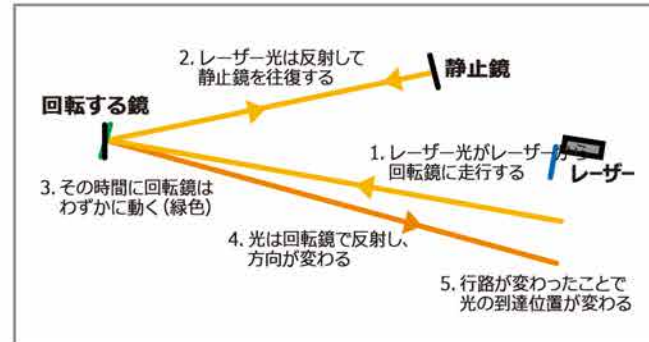 2. レーザー光は反射して
静止鏡を往復する
静止鏡
回転する鏡
1. レーザー光がレーザーから
回転鏡に走行する
レーザー
3. その時間に回転鏡は
わずかに動く（緑色）
4. 光は回転鏡で反射し、
方向が変わる
5. 行路が変わったことで
光の到達位置が変わる